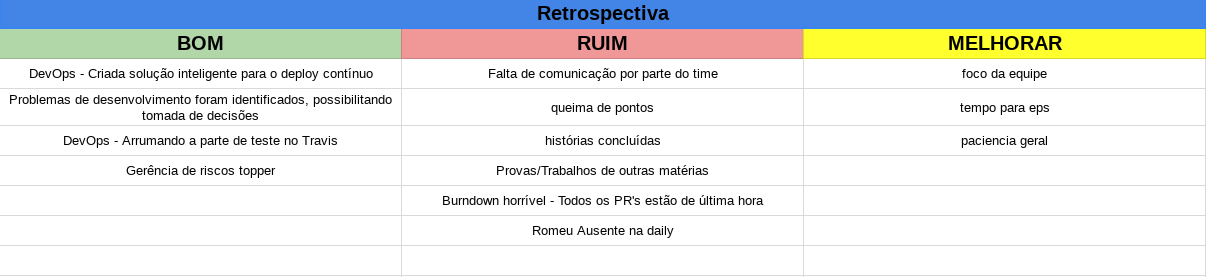 Retrospectiva
BOM
RUIM
MELHORAR
DevOps - Criada solução inteligente para o deploy contínuo
Falta de comunicação por parte do time
foco da equipe
Problemas de desenvolvimento foram identificados, possibilitando
tomada de decisões
queima de pontos
tempo para eps
DevOps - Arrumando a parte de teste no Travis
histórias concluídas
paciencia geral
Gerência de riscos topper
Provas/Trabalhos de outras matérias
Burndown horrível - Todos os PR's estão de última hora
Romeu Ausente na daily